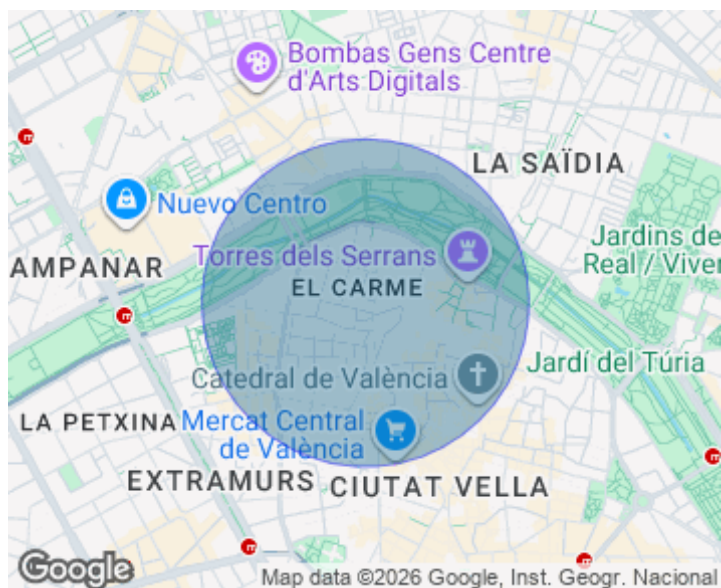 Bombas Gens Centre
d'Arts Digitals
LA SAÏDIA
Nuevo Centro
Jardins de
Real / Viver
Torres dels Serrans
AMPANAR
EL CARME
Jardí del Túria
Catedral de València
LA PETXINA
Mercat Central
de València
EXTRAMURS
CIUTAT VELLA
Google
Map data ©2026 Google, Inst. Geogr. Nacional